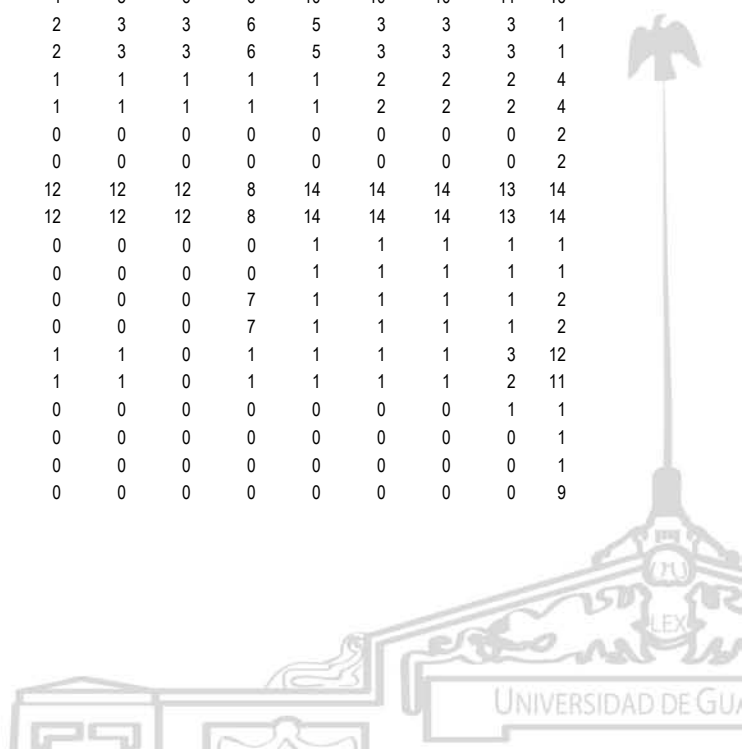 2 3 3 6 5 3 3 3 1
2 3 3 6 5 3 3 3 1
1 1 1 1 1 2 2 2 4
1 1 1 1 1 2 2 2 4
0 0 0 0 0 0 0 0 2
0 0 0 0 0 0 0 0 2
12 12 12 8 14 14 14 13 14
12 12 12 8 14 14 14 13 14
0 0 0 0 1 1 1 1 1
0 0 0 0 1 1 1 1 1
0 0 0 7 1 1 1 1 2
0 0 0 7 1 1 1 1 2
1 1 0 1 1 1 1 3 12
1 1 0 1 1 1 1 2 11
0 0 0 0 0 0 0 1 1
0 0 0 0 0 0 0 0 1
0 0 0 0 0 0 0 0 1
0 0 0 0 0 0 0 0 9
LEX
UNIVERSIDAD DE GUA